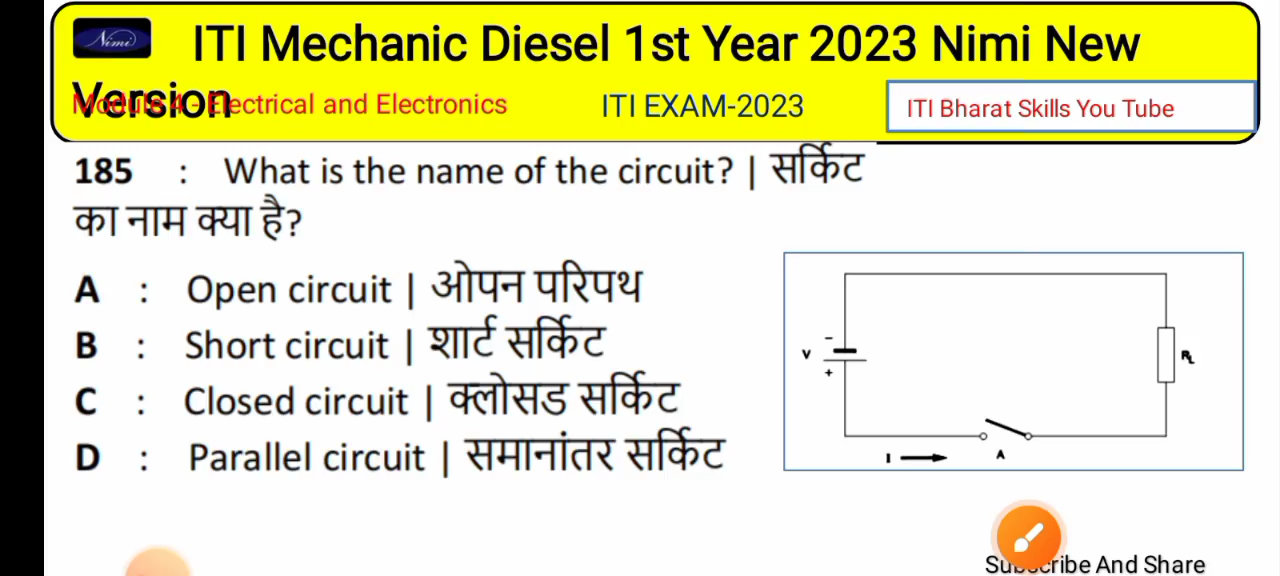 Nimi
ITI Mechanic Diesel 1st Year 2023 Nimi New
Version
Module 4 - Electrical and Electronics
ITI EXAM-2023
ITI Bharat Skills You Tube
185 : What is the name of the circuit? | सर्किट
का नाम क्या है?
A : Open circuit | ओपन परिपथ
B : Short circuit | शार्ट सर्किट
C : Closed circuit | क्लोसड सर्किट
D : Parallel circuit | समानांतर सर्किट
-
V
+
RL
I
A
Subscribe And Share